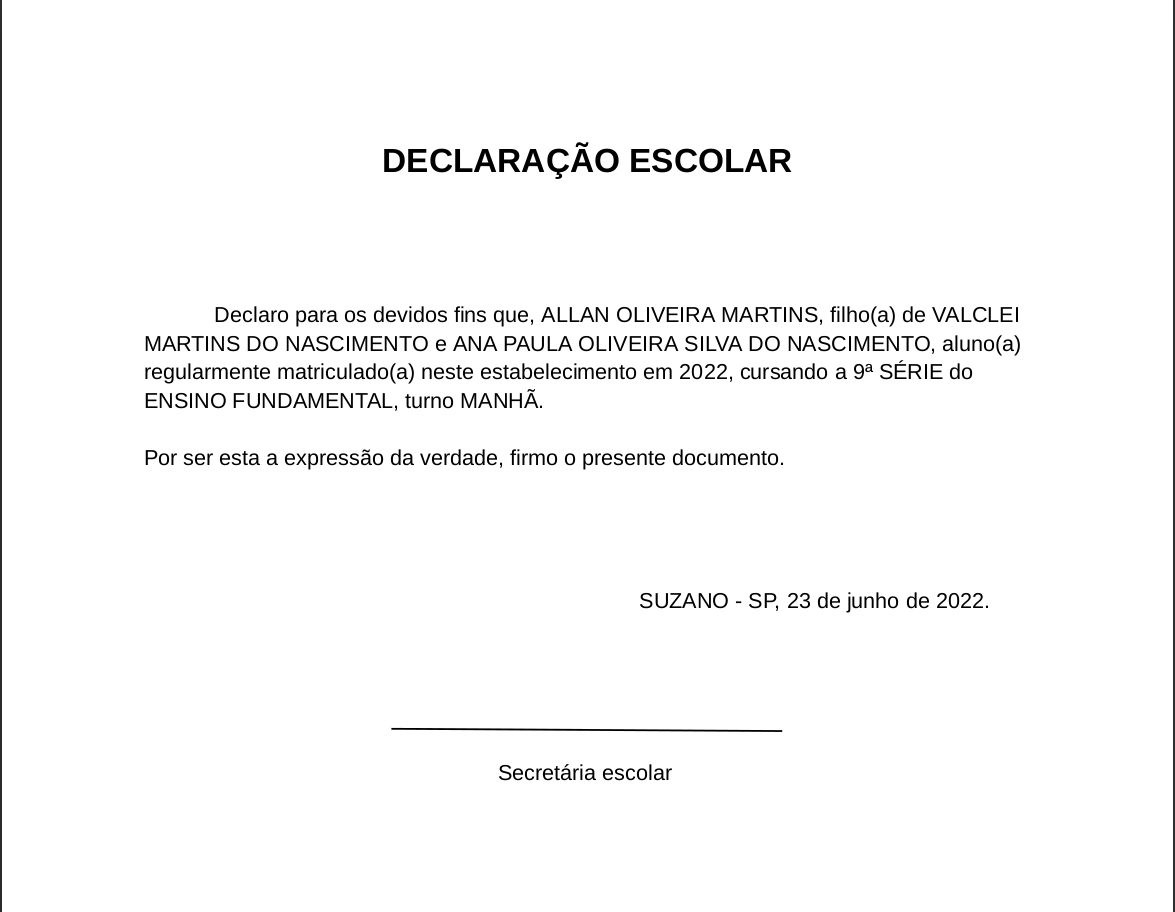 DECLARAÇÃO ESCOLAR
Declaro para os devidos fins que, ALLAN OLIVEIRA MARTINS, filho(a) de VALCLEI
MARTINS DO NASCIMENTO e ANA PAULA OLIVEIRA SILVA DO NASCIMENTO, aluno(a)
regularmente matriculado(a) neste estabelecimento em 2022, cursando a 9ª SÉRIE do
ENSINO FUNDAMENTAL, turno MANHÃ.
Por ser esta a expressão da verdade, firmo o presente documento.
SUZANO - SP, 23 de junho de 2022.
Secretária escolar